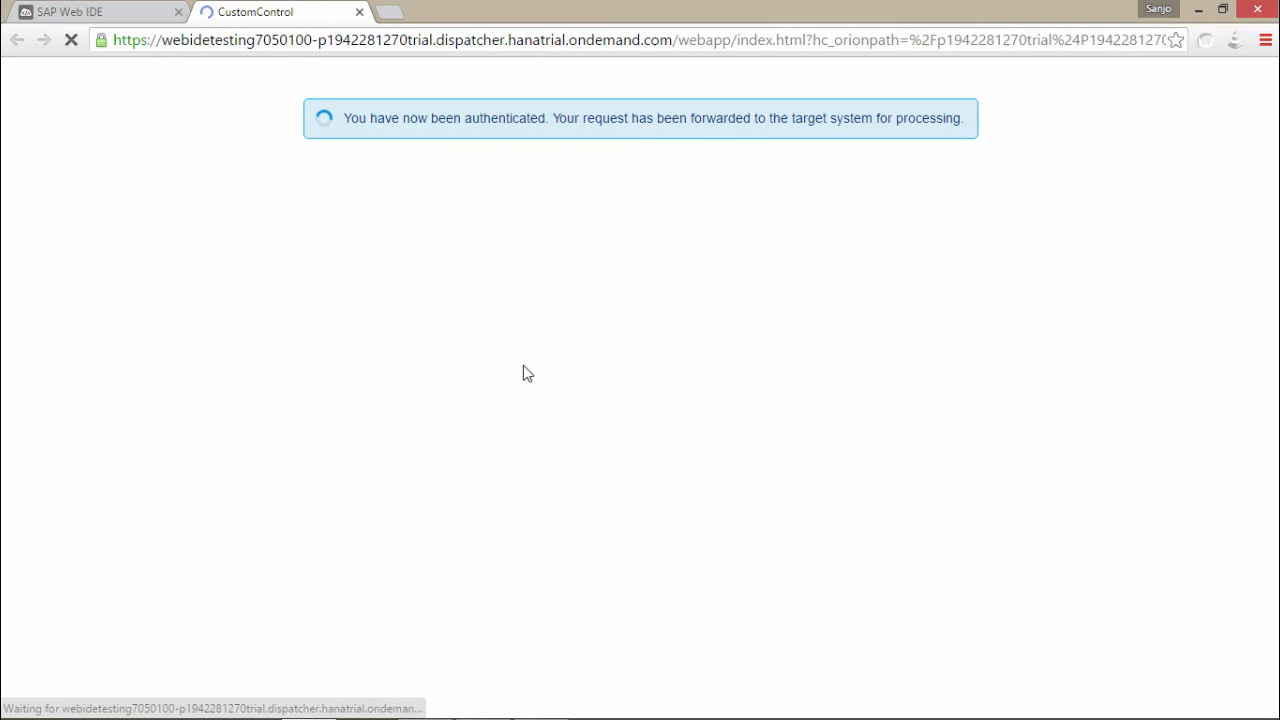 SAP Web IDE
CustomControl
Sanjo
https://webidetesting7050100-p1942281270trial.dispatcher.hanatrial.ondemand.com/webapp/index.html?hc_orionpath=%2Fp1942281270trial%24P194228127
You have now been authenticated. Your request has been forwarded to the target system for processing.
Waiting for webidetesting7050100-p1942281270trial.dispatcher.hanatrial.ondeman...